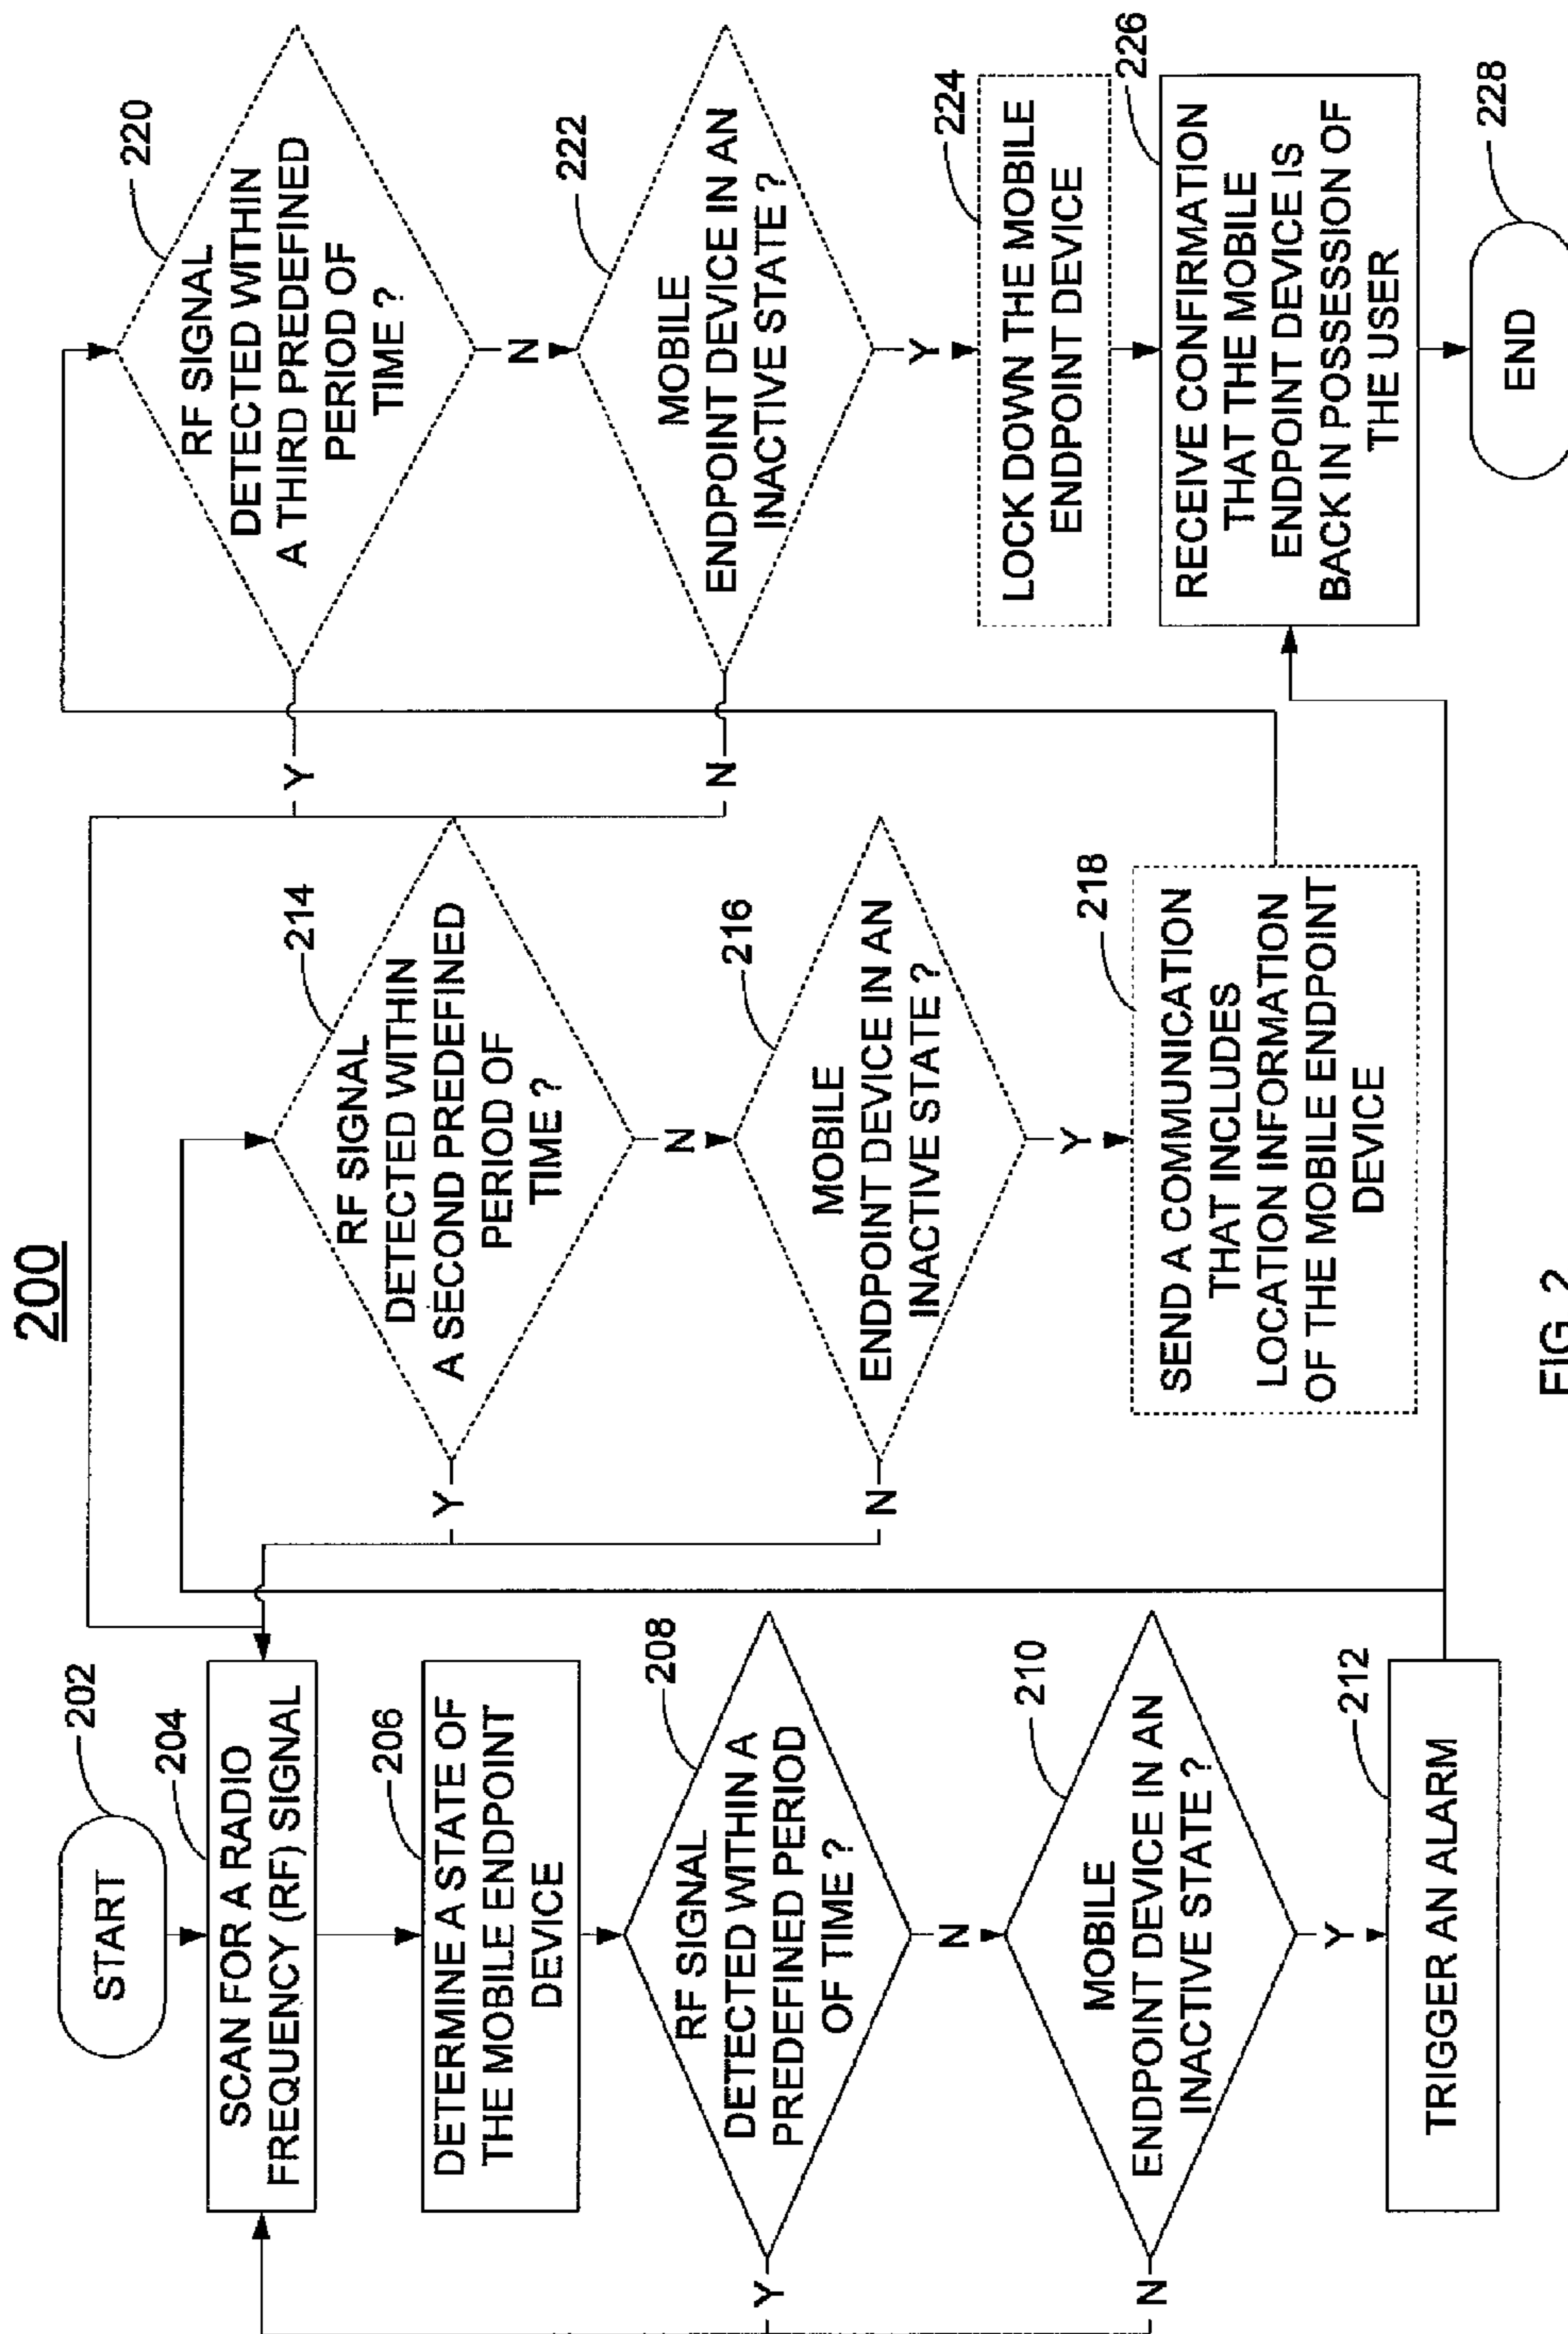 200
START
202
SCAN FOR A RADIO
FREQUENCY (RF) SIGNAL
204
DETERMINE A STATE OF
THE MOBILE ENDPOINT
DEVICE
206
RF SIGNAL
DETECTED WITHIN A
PREDEFINED PERIOD
OF TIME ?
208
Y
N
MOBILE
ENDPOINT DEVICE IN AN
INACTIVE STATE ?
210
N
Y
TRIGGER AN ALARM
212
RF SIGNAL
DETECTED WITHIN
A SECOND PREDEFINED
PERIOD OF
TIME ?
214
Y
N
MOBILE
ENDPOINT DEVICE IN AN
INACTIVE STATE ?
216
N
Y
SEND A COMMUNICATION
THAT INCLUDES
LOCATION INFORMATION
OF THE MOBILE ENDPOINT
DEVICE
218
RF SIGNAL
DETECTED WITHIN
A THIRD PREDEFINED
PERIOD OF
TIME ?
220
Y
N
MOBILE
ENDPOINT DEVICE IN AN
INACTIVE STATE ?
222
N
Y
LOCK DOWN THE MOBILE
ENDPOINT DEVICE
224
RECEIVE CONFIRMATION
THAT THE MOBILE
ENDPOINT DEVICE IS
BACK IN POSSESSION OF
THE USER
226
END
228
FIG. 2